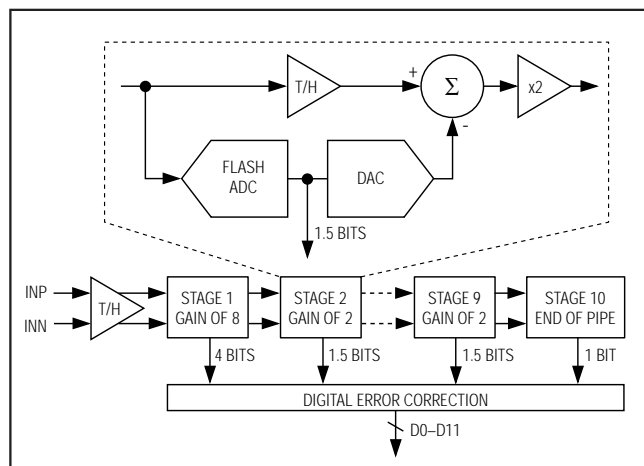 T/H
+
Σ
x2
-
FLASH
ADC
DAC
1.5 BITS
INP
INN
T/H
STAGE 1
GAIN OF 8
STAGE 2
GAIN OF 2
STAGE 9
GAIN OF 2
STAGE 10
END OF PIPE
4 BITS
1.5 BITS
1.5 BITS
1 BIT
DIGITAL ERROR CORRECTION
D0–D11